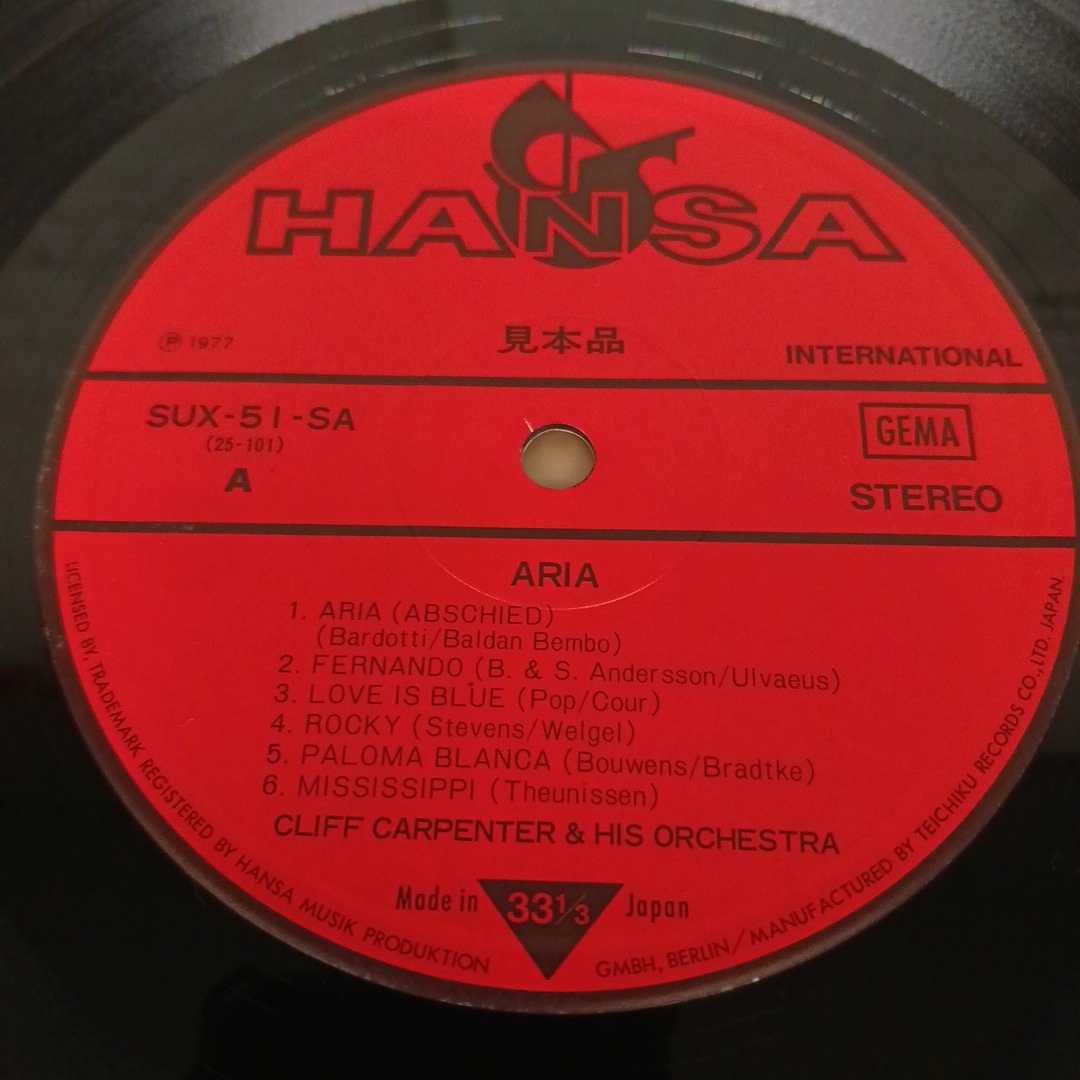 HANSA
Ⓟ 1977
見本品
INTERNATIONAL
SUX-51-SA
(25-101)
A
GEMA
STEREO
ARIA
1. ARIA (ABSCHIED)
(Bardotti/Baldan Bembo)
2. FERNANDO (B. & S. Andersson/Ulvaeus)
3. LOVE IS BLUE (Pop/Cour)
4. ROCKY (Stevens/Welgel)
5. PALOMA BLANCA (Bouwens/Bradtke)
6. MISSISSIPPI (Theunissen)
CLIFF CARPENTER & HIS ORCHESTRA
Made in 33 1/3 Japan
LICENSED BY, TRADEMARK REGISTERED BY HANSA MUSIK PRODUKTION GMBH, BERLIN/MANUFACTURED BY TEICHIKU RECORDS CO., LTD. JAPAN.